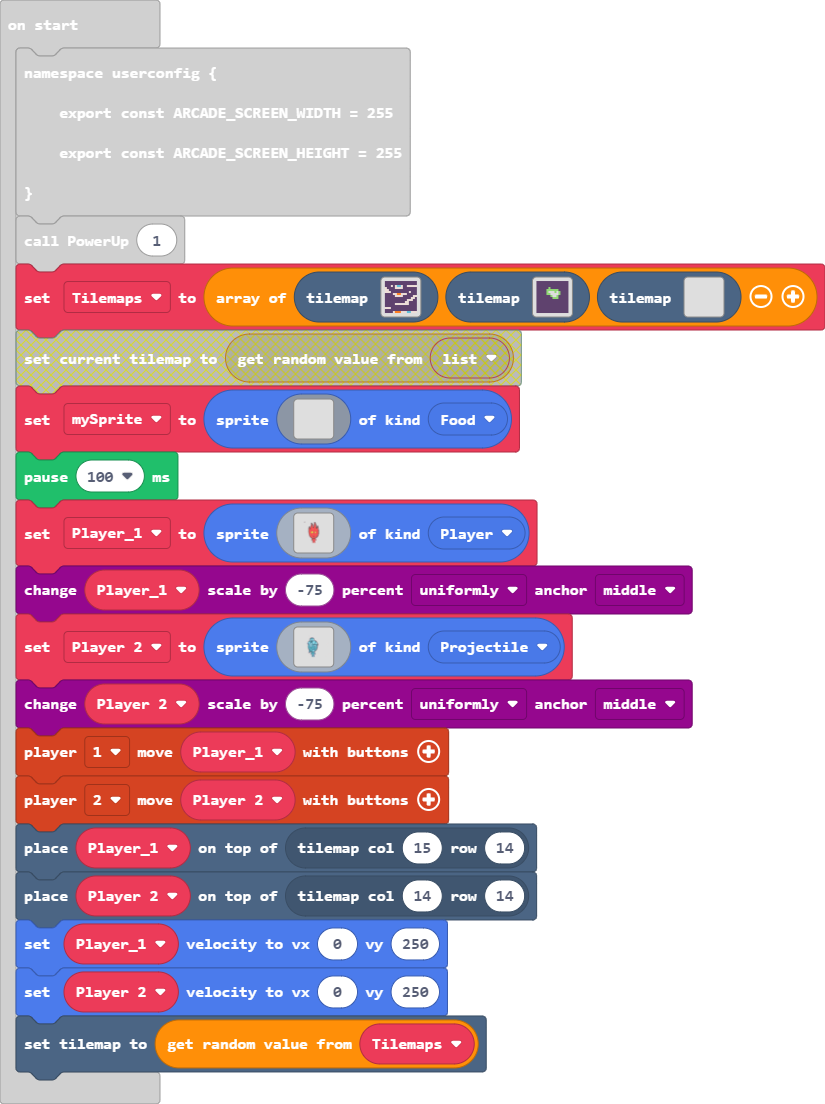 on start
namespace userconfig {
export const ARCADE_SCREEN_WIDTH = 255
export const ARCADE_SCREEN_HEIGHT = 255
}
call PowerUp 1
set Tilemaps to array of tilemap tilemap tilemap
set current tilemap to get random value from list
set mySprite to sprite of kind Food
pause 100 ms
set Player_1 to sprite of kind Player
change Player_1 scale by -75 percent uniformly anchor middle
set Player 2 to sprite of kind Projectile
change Player 2 scale by -75 percent uniformly anchor middle
player 1 move Player_1 with buttons
player 2 move Player 2 with buttons
place Player_1 on top of tilemap col 15 row 14
place Player 2 on top of tilemap col 14 row 14
set Player_1 velocity to vx 0 vy 250
set Player 2 velocity to vx 0 vy 250
set tilemap to get random value from Tilemaps